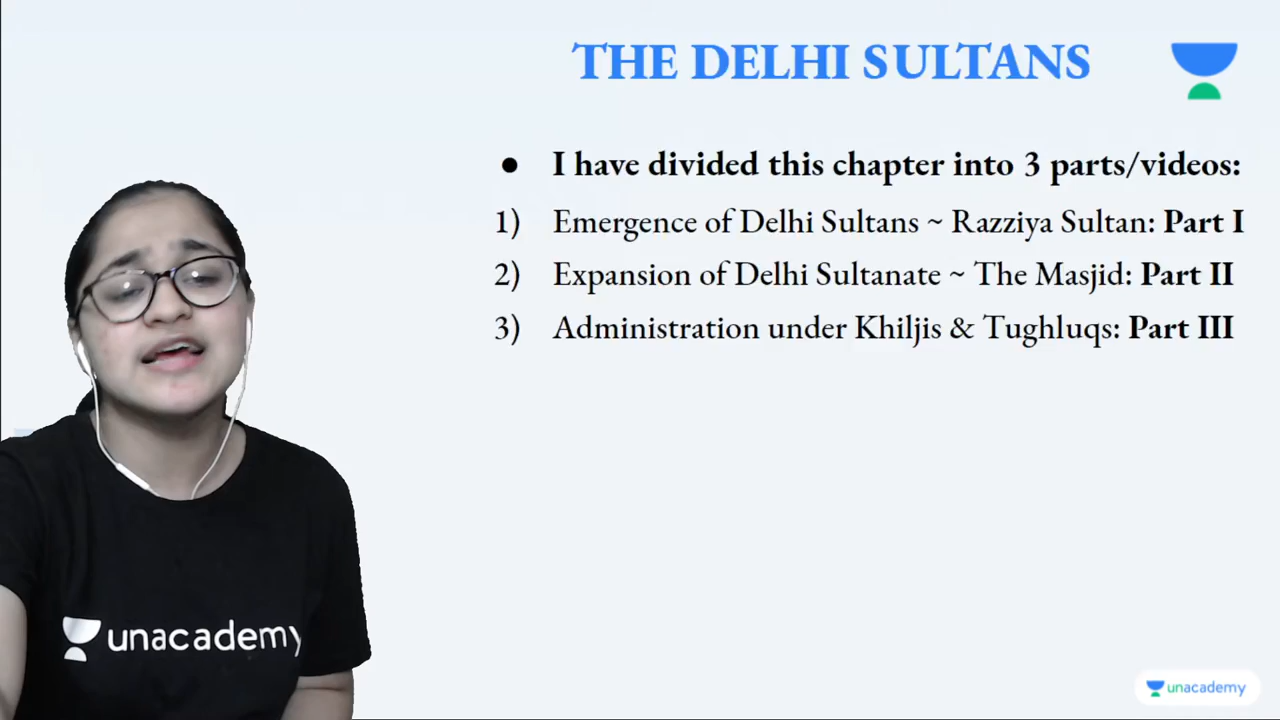 THE DELHI SULTANS
● I have divided this chapter into 3 parts/videos:
1) Emergence of Delhi Sultans ~ Razziya Sultan: Part I
2) Expansion of Delhi Sultanate ~ The Masjid: Part II
3) Administration under Khiljis & Tughluqs: Part III
unacademy
unacademy